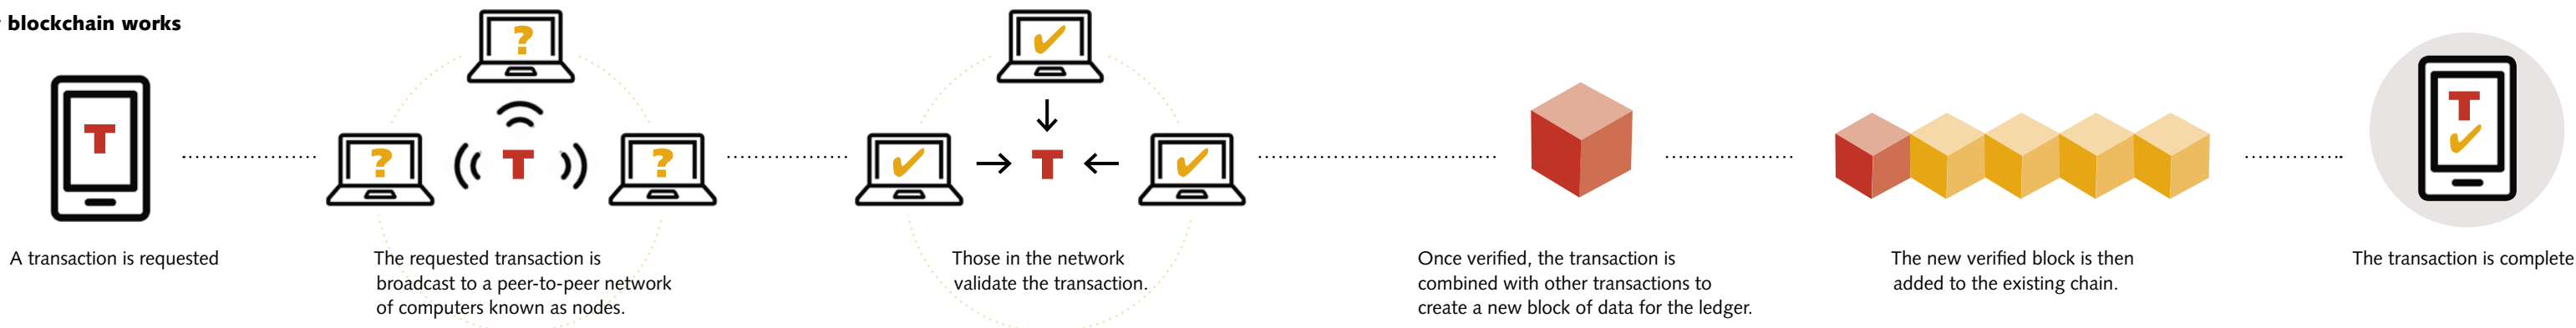 blockchain works
T
?
?
T
?
T
T
A transaction is requested
The requested transaction is
broadcast to a peer-to-peer network
of computers known as nodes.
Those in the network
validate the transaction.
Once verified, the transaction is
combined with other transactions to
create a new block of data for the ledger.
The new verified block is then
added to the existing chain.
The transaction is complete